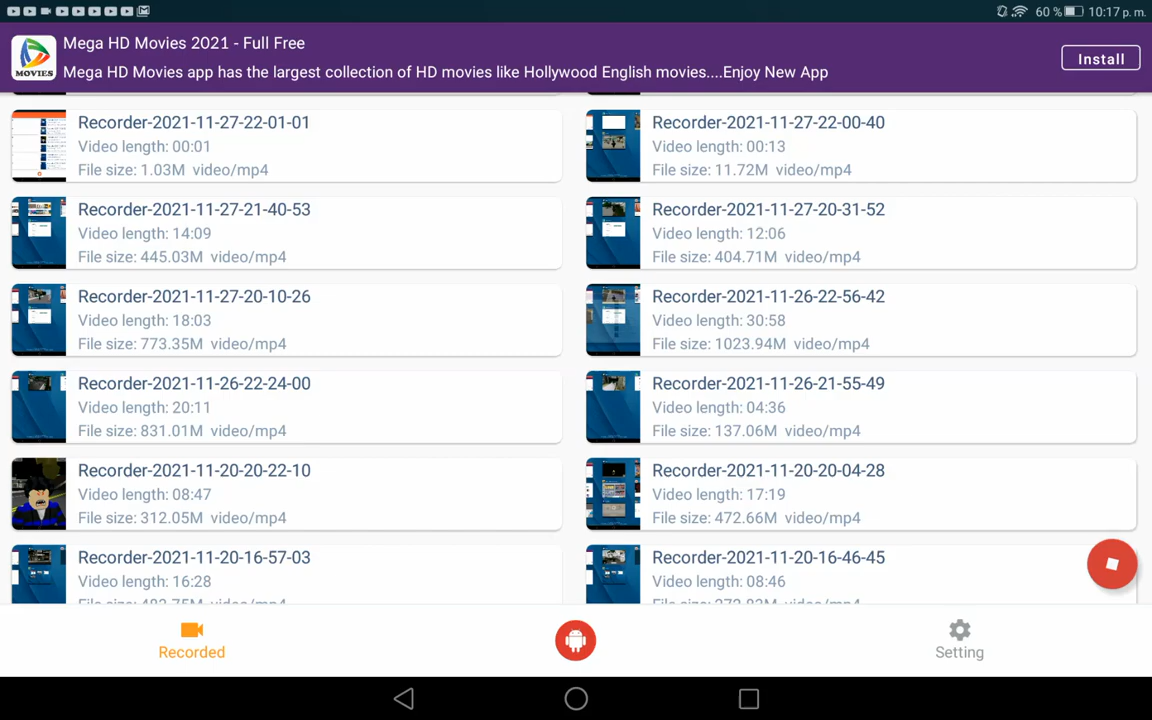 60 % 10:17 p. m.
Mega HD Movies 2021 - Full Free
Mega HD Movies app has the largest collection of HD movies like Hollywood English movies....Enjoy New App
Install
MOVIES
Recorder-2021-11-27-22-01-01
Video length: 00:01
File size: 1.03M video/mp4
Recorder-2021-11-27-22-00-40
Video length: 00:13
File size: 11.72M video/mp4
Recorder-2021-11-27-21-40-53
Video length: 14:09
File size: 445.03M video/mp4
Recorder-2021-11-27-20-31-52
Video length: 12:06
File size: 404.71M video/mp4
Recorder-2021-11-27-20-10-26
Video length: 18:03
File size: 773.35M video/mp4
Recorder-2021-11-26-22-56-42
Video length: 30:58
File size: 1023.94M video/mp4
Recorder-2021-11-26-22-24-00
Video length: 20:11
File size: 831.01M video/mp4
Recorder-2021-11-26-21-55-49
Video length: 04:36
File size: 137.06M video/mp4
Recorder-2021-11-20-20-22-10
Video length: 08:47
File size: 312.05M video/mp4
Recorder-2021-11-20-20-04-28
Video length: 17:19
File size: 472.66M video/mp4
Recorder-2021-11-20-16-57-03
Video length: 16:28
File size: video/mp4
Recorder-2021-11-20-16-46-45
Video length: 08:46
File size: video/mp4
Recorded
Setting